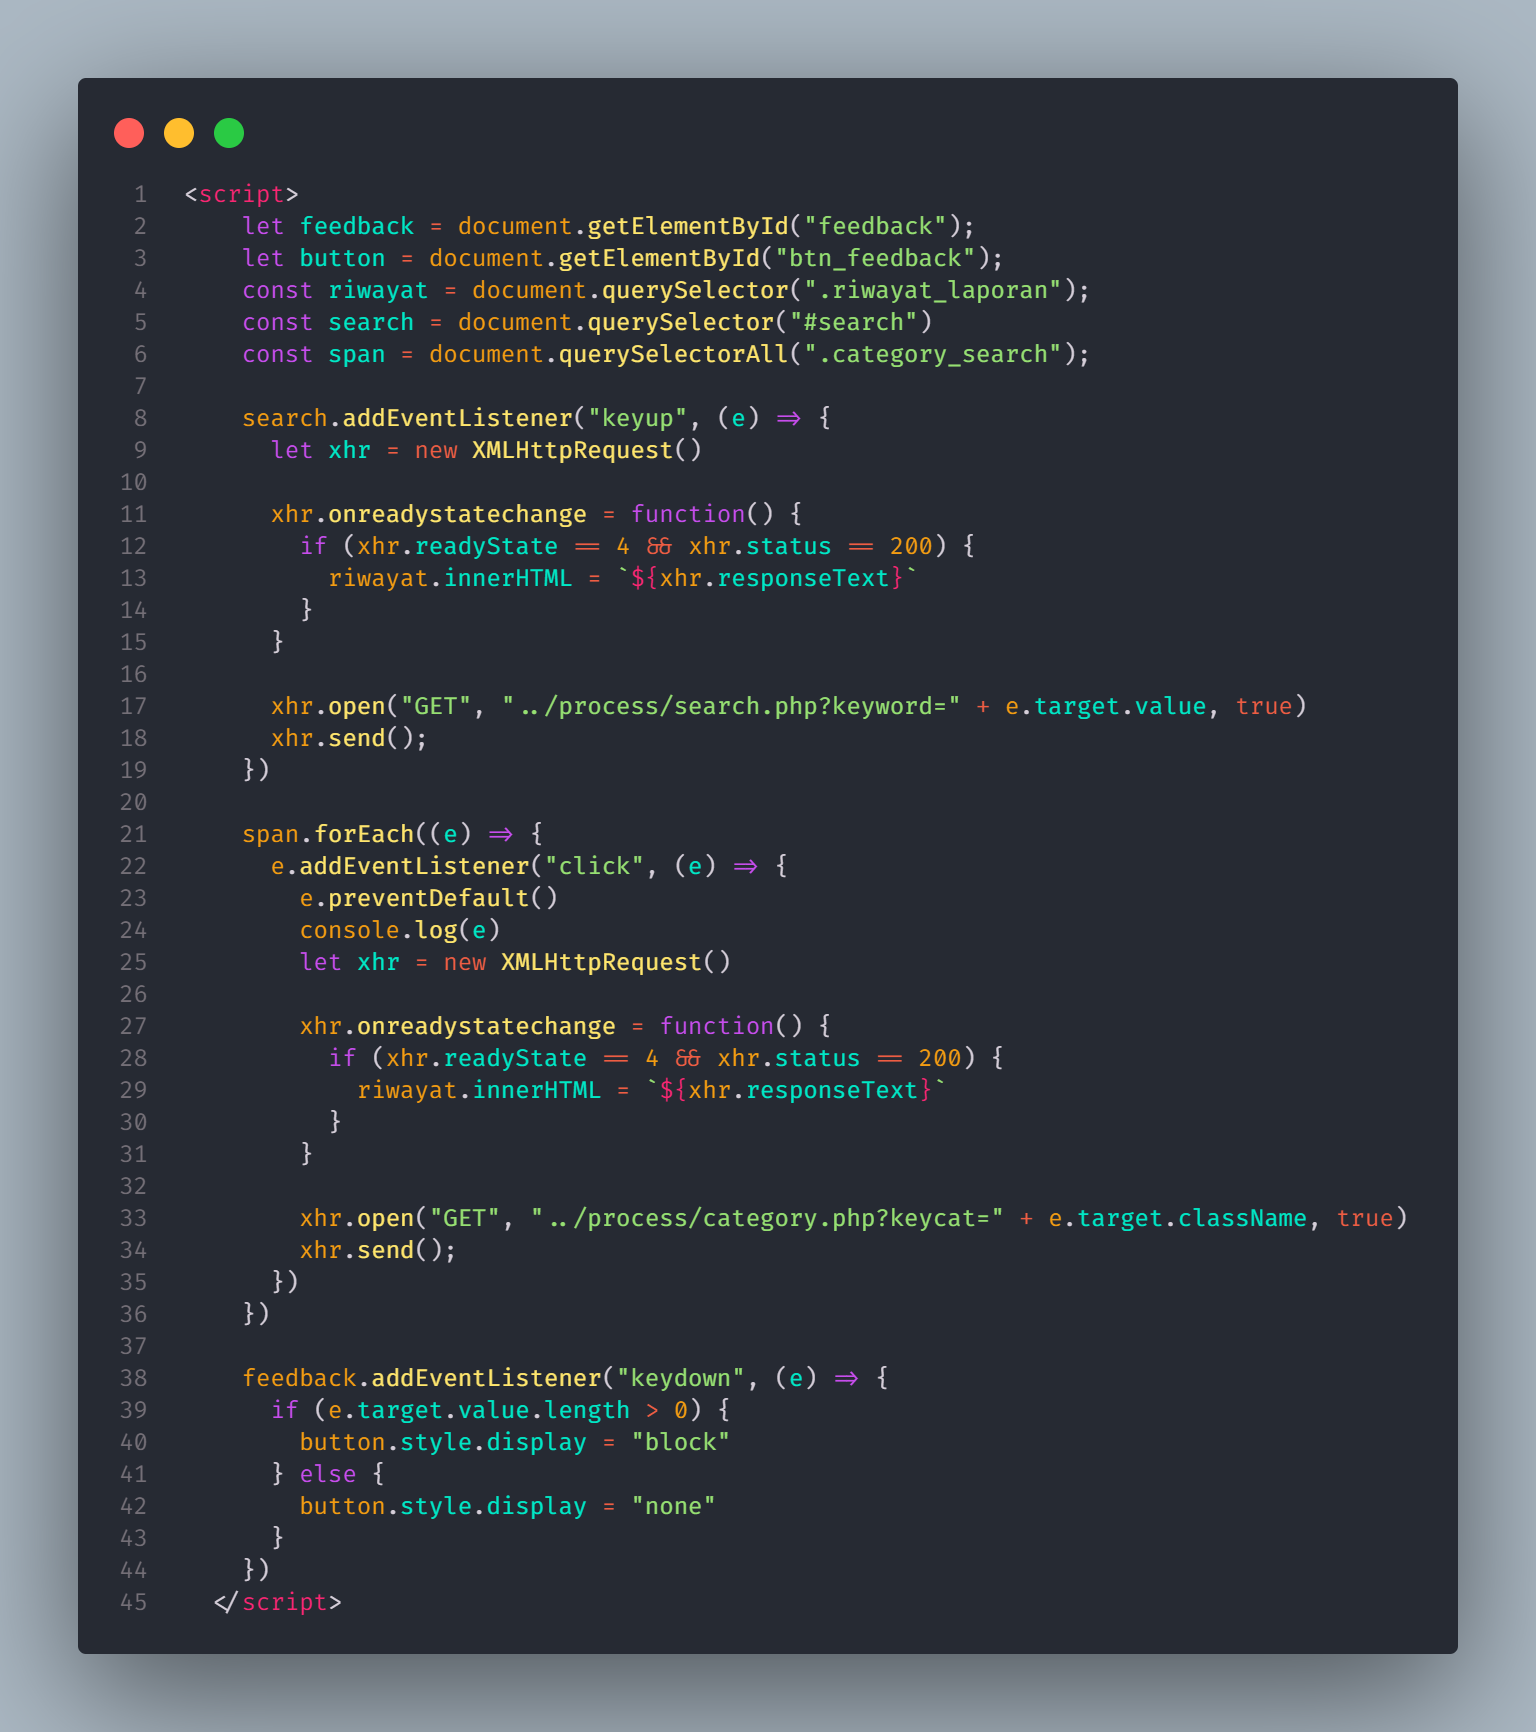 1 <script>
2     let feedback = document.getElementById("feedback");
3     let button = document.getElementById("btn_feedback");
4     const riwayat = document.querySelector(".riwayat_laporan");
5     const search = document.querySelector("#search")
6     const span = document.querySelectorAll(".category_search");
7
8     search.addEventListener("keyup", (e) => {
9       let xhr = new XMLHttpRequest()
10
11       xhr.onreadystatechange = function() {
12         if (xhr.readyState == 4 && xhr.status == 200) {
13           riwayat.innerHTML = `${xhr.responseText}`
14         }
15       }
16
17       xhr.open("GET", "../process/search.php?keyword=" + e.target.value, true)
18       xhr.send();
19     })
20
21     span.forEach((e) => {
22       e.addEventListener("click", (e) => {
23         e.preventDefault()
24         console.log(e)
25         let xhr = new XMLHttpRequest()
26
27         xhr.onreadystatechange = function() {
28           if (xhr.readyState == 4 && xhr.status == 200) {
29             riwayat.innerHTML = `${xhr.responseText}`
30           }
31         }
32
33         xhr.open("GET", "../process/category.php?keycat=" + e.target.className, true)
34         xhr.send();
35       })
36     })
37
38     feedback.addEventListener("keydown", (e) => {
39       if (e.target.value.length > 0) {
40         button.style.display = "block"
41       } else {
42         button.style.display = "none"
43       }
44     })
45   </script>